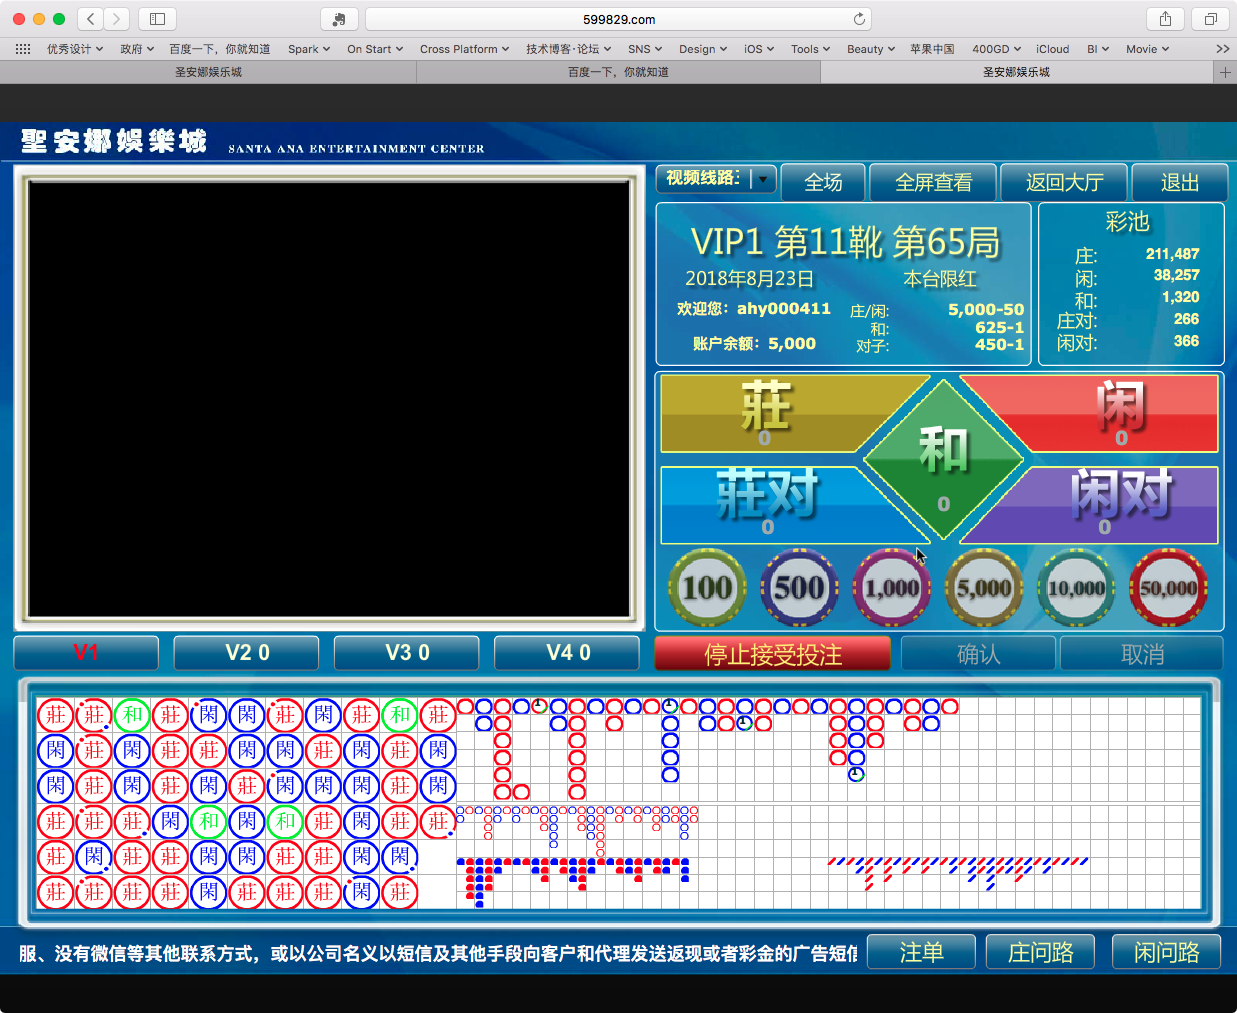 599829.com
优秀设计 政府 百度一下，你就知道 Spark On Start Cross Platform 技术博客·论坛 SNS Design iOS Tools Beauty 苹果中国 400GD iCloud BI Movie
圣安娜娱乐城 百度一下，你就知道 圣安娜娱乐城
聖安娜娛樂城 SANTA ANA ENTERTAINMENT CENTER
视频线路 全场 全屏查看 返回大厅 退出
VIP1 第11靴 第65局
2018年8月23日 本台限红
欢迎您：ahy000411
账户余额：5,000
庄/闲: 5,000-50
和: 625-1
对子: 450-1
彩池
庄: 211,487
闲: 38,257
和: 1,320
庄对: 266
闲对: 366
莊 0
闲 0
和 0
莊对 0
闲对 0
100 500 1,000 5,000 10,000 50,000
V1 V2 0 V3 0 V4 0
停止接受投注 确认 取消
莊 莊 和 莊 閑 閑 莊 閑 莊 和 莊
閑 莊 閑 莊 莊 閑 閑 莊 閑 莊 閑
閑 莊 閑 莊 閑 莊 閑 閑 閑 莊 閑
莊 莊 莊 閑 和 閑 和 莊 閑 莊 莊
莊 閑 莊 莊 閑 閑 莊 莊 閑 閑
莊 莊 莊 莊 閑 莊 莊 莊 閑 莊
1 1
1
1
服、没有微信等其他联系方式，或以公司名义以短信及其他手段向客户和代理发送返现或者彩金的广告短信
注单 庄问路 闲问路